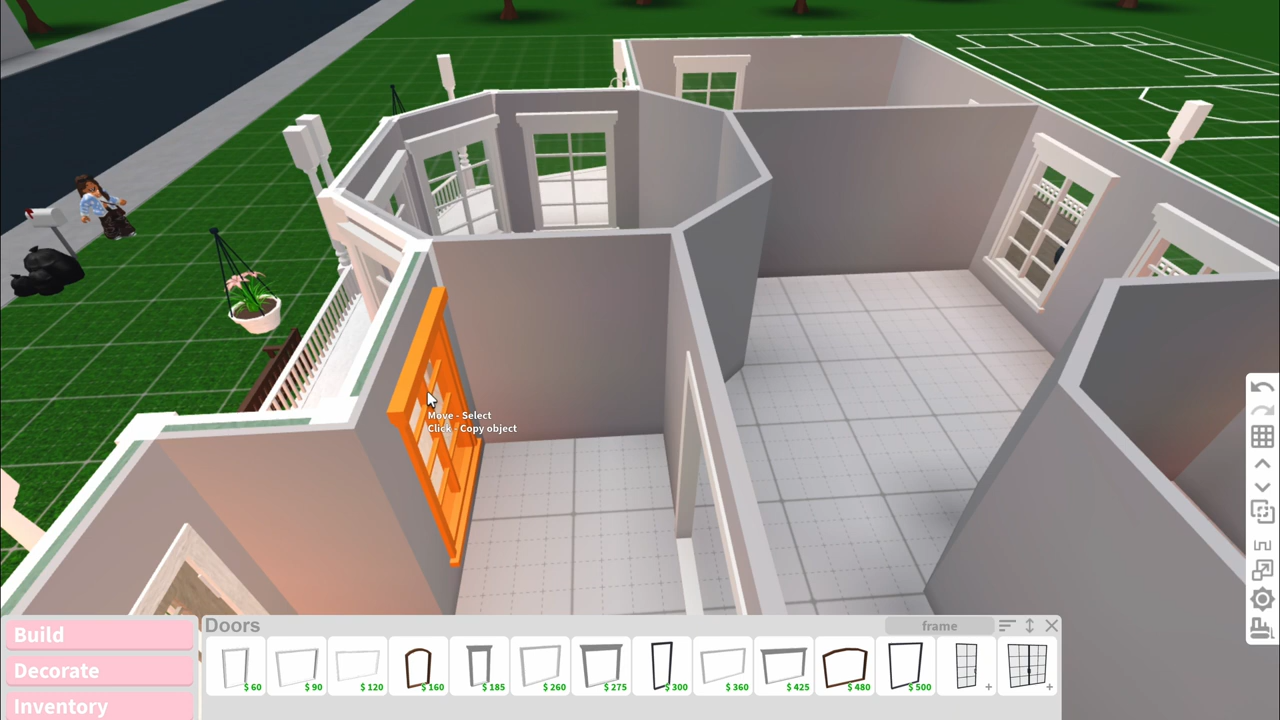 Move - Select
Click - Copy object
Build
Decorate
Inventory
Doors
frame
$ 60
$ 90
$ 120
$ 160
$ 185
$ 260
$ 275
$ 300
$ 360
$ 425
$ 480
$ 500
+
+